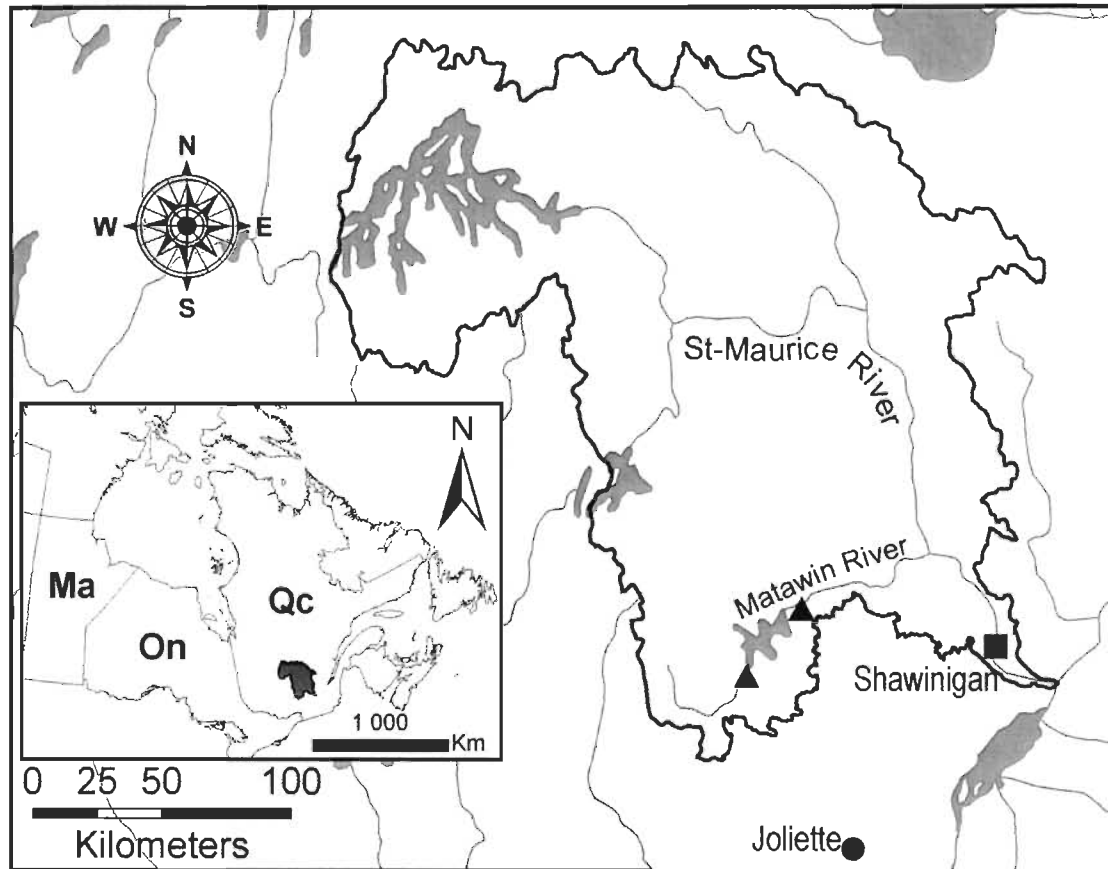 N
W E
S
St-Maurice River
Matawin River
Shawinigan
Joliette
N
Ma
Qc
On
1 000
Km
0 25 50 100
Kilometers